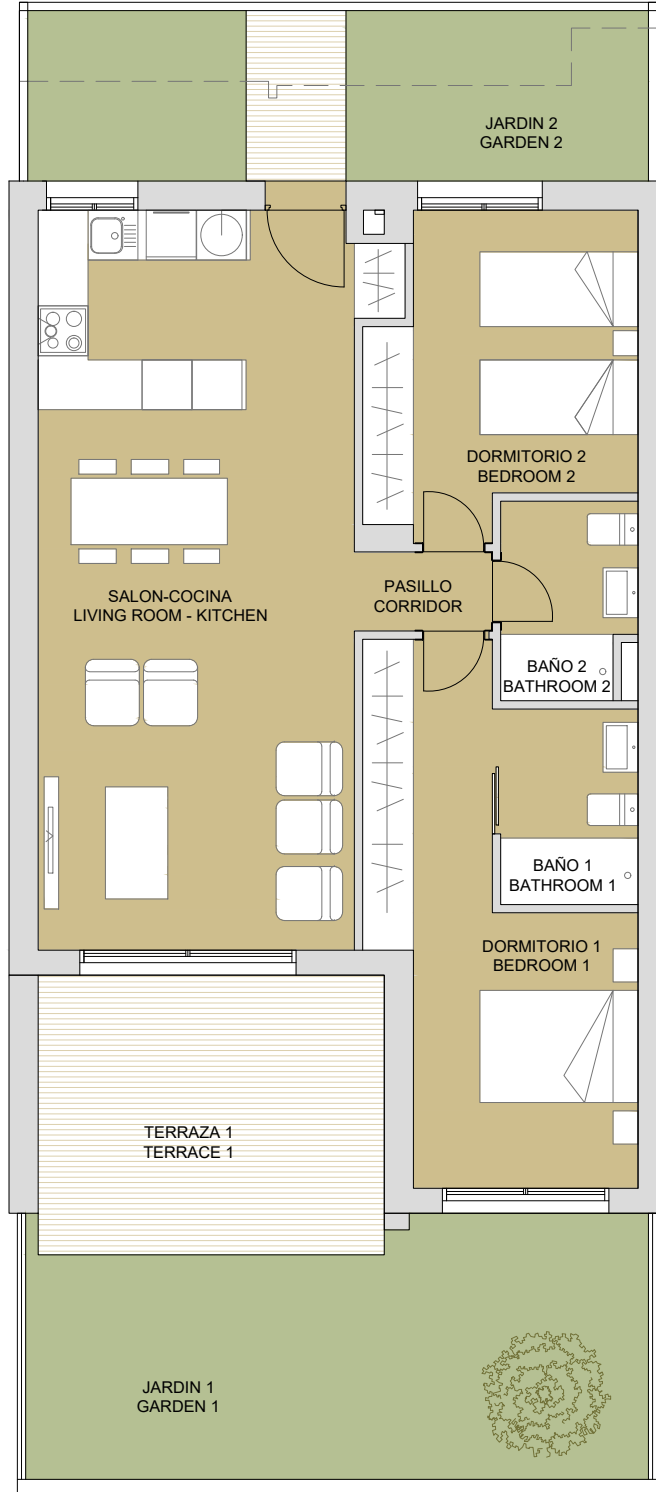 JARDIN 2
GARDEN 2
DORMITORIO 2
BEDROOM 2
SALON-COCINA
LIVING ROOM - KITCHEN
PASILLO
CORRIDOR
BAÑO 2
BATHROOM 2
BAÑO 1
BATHROOM 1
DORMITORIO 1
BEDROOM 1
TERRAZA 1
TERRACE 1
JARDIN 1
GARDEN 1